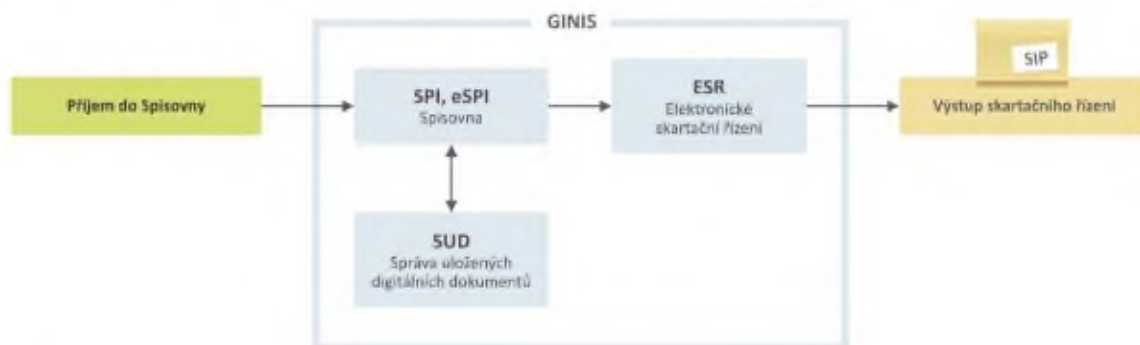 GINIS
Příjem do Spisovny
SPI, eSPI
Spisovna
ESR
Elektronické
skartační řízení
SIP
Výstup skartačního řízení
SUD
Správa uložených
digitálních dokumentů